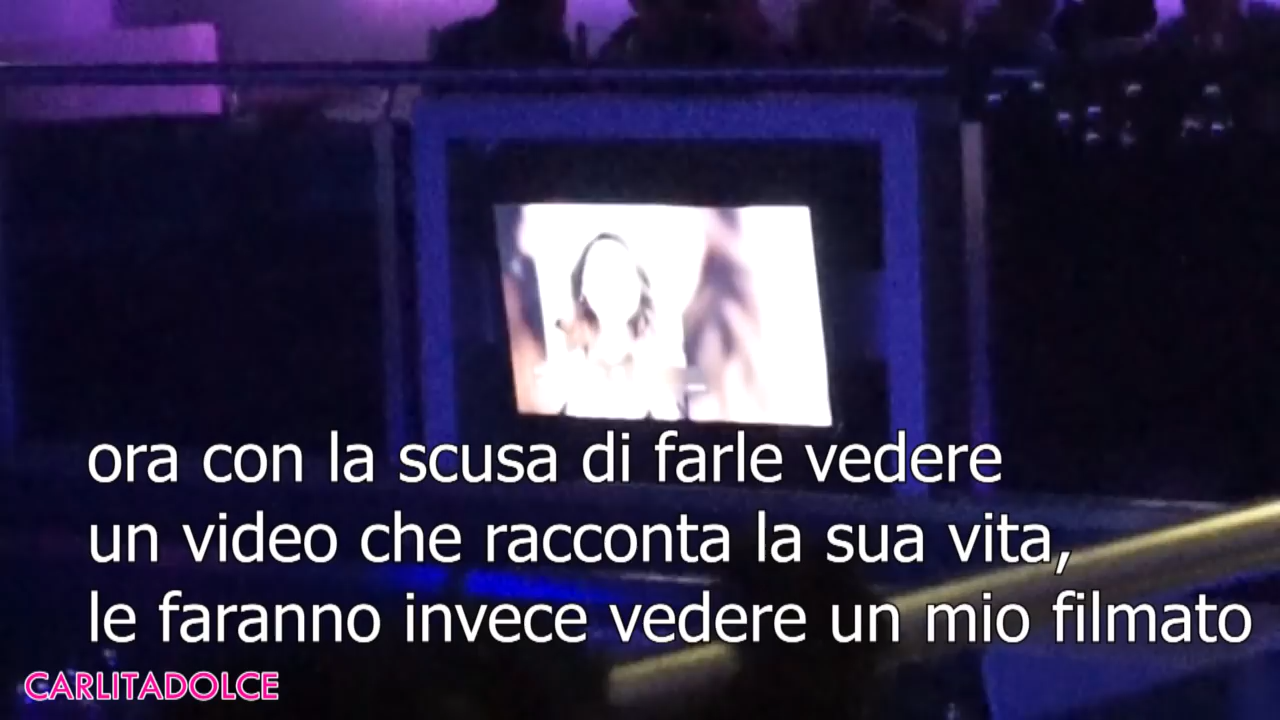 ora con la scusa di farle vedere
un video che racconta la sua vita,
le faranno invece vedere un mio filmato
CARLITADOLCE